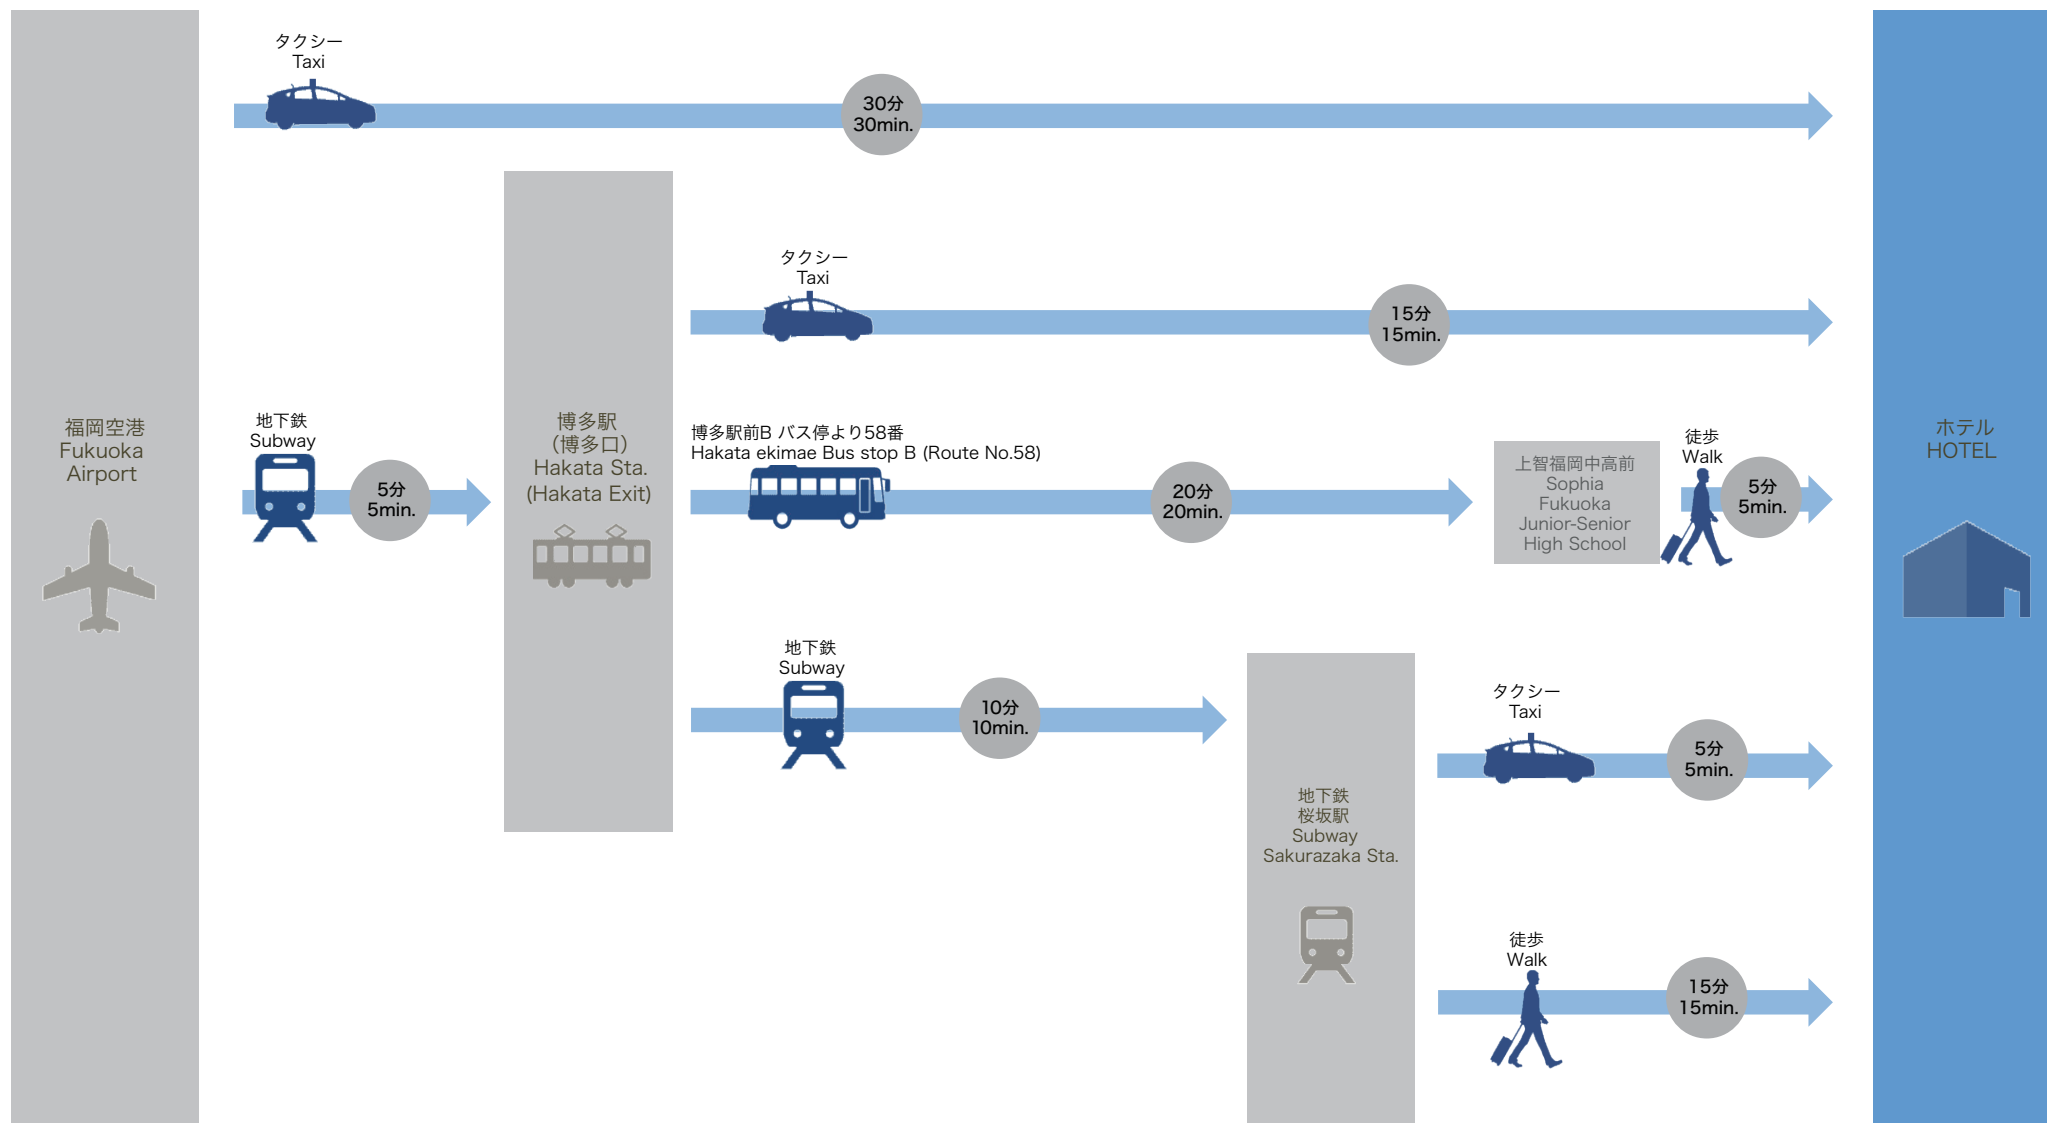 タクシー
Taxi
30分
30min.
福岡空港
Fukuoka
Airport
地下鉄
Subway
5分
5min.
博多駅
（博多口）
Hakata Sta.
(Hakata Exit)
タクシー
Taxi
15分
15min.
博多駅前B バス停より58番
Hakata ekimae Bus stop B (Route No.58)
20分
20min.
上智福岡中高前
Sophia
Fukuoka
Junior-Senior
High School
徒歩
Walk
5分
5min.
地下鉄
Subway
10分
10min.
地下鉄
桜坂駅
Subway
Sakurazaka Sta.
タクシー
Taxi
5分
5min.
徒歩
Walk
15分
15min.
ホテル
HOTEL